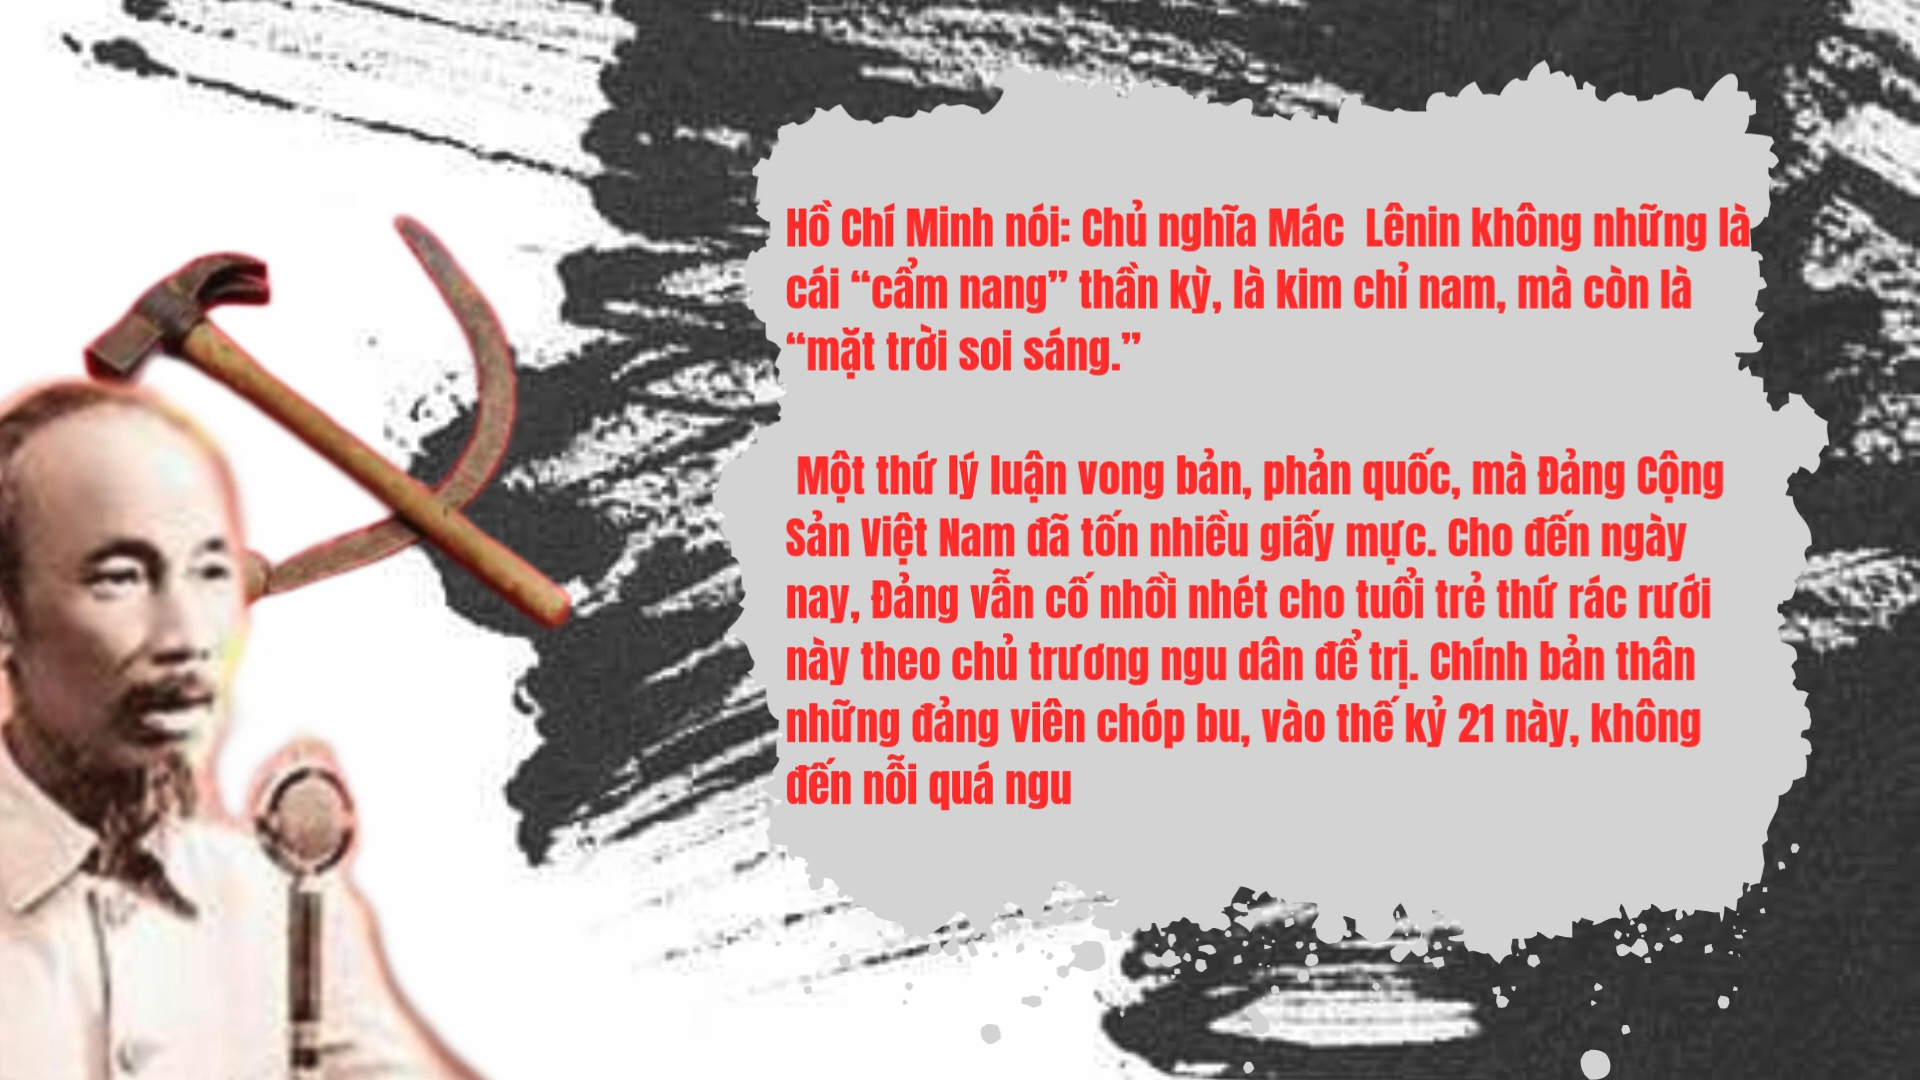 Hồ Chí Minh nói: Chủ nghĩa Mác  Lênin không những là
cái “cẩm nang” thần kỳ, là kim chỉ nam, mà còn là
“mặt trời soi sáng.”
Một thứ lý luận vong bản, phản quốc, mà Đảng Cộng
Sản Việt Nam đã tốn nhiều giấy mực. Cho đến ngày
nay, Đảng vẫn cố nhồi nhét cho tuổi trẻ thứ rác rưới
này theo chủ trương ngu dân để trị. Chính bản thân
những đảng viên chóp bu, vào thế kỷ 21 này, không
đến nỗi quá ngu